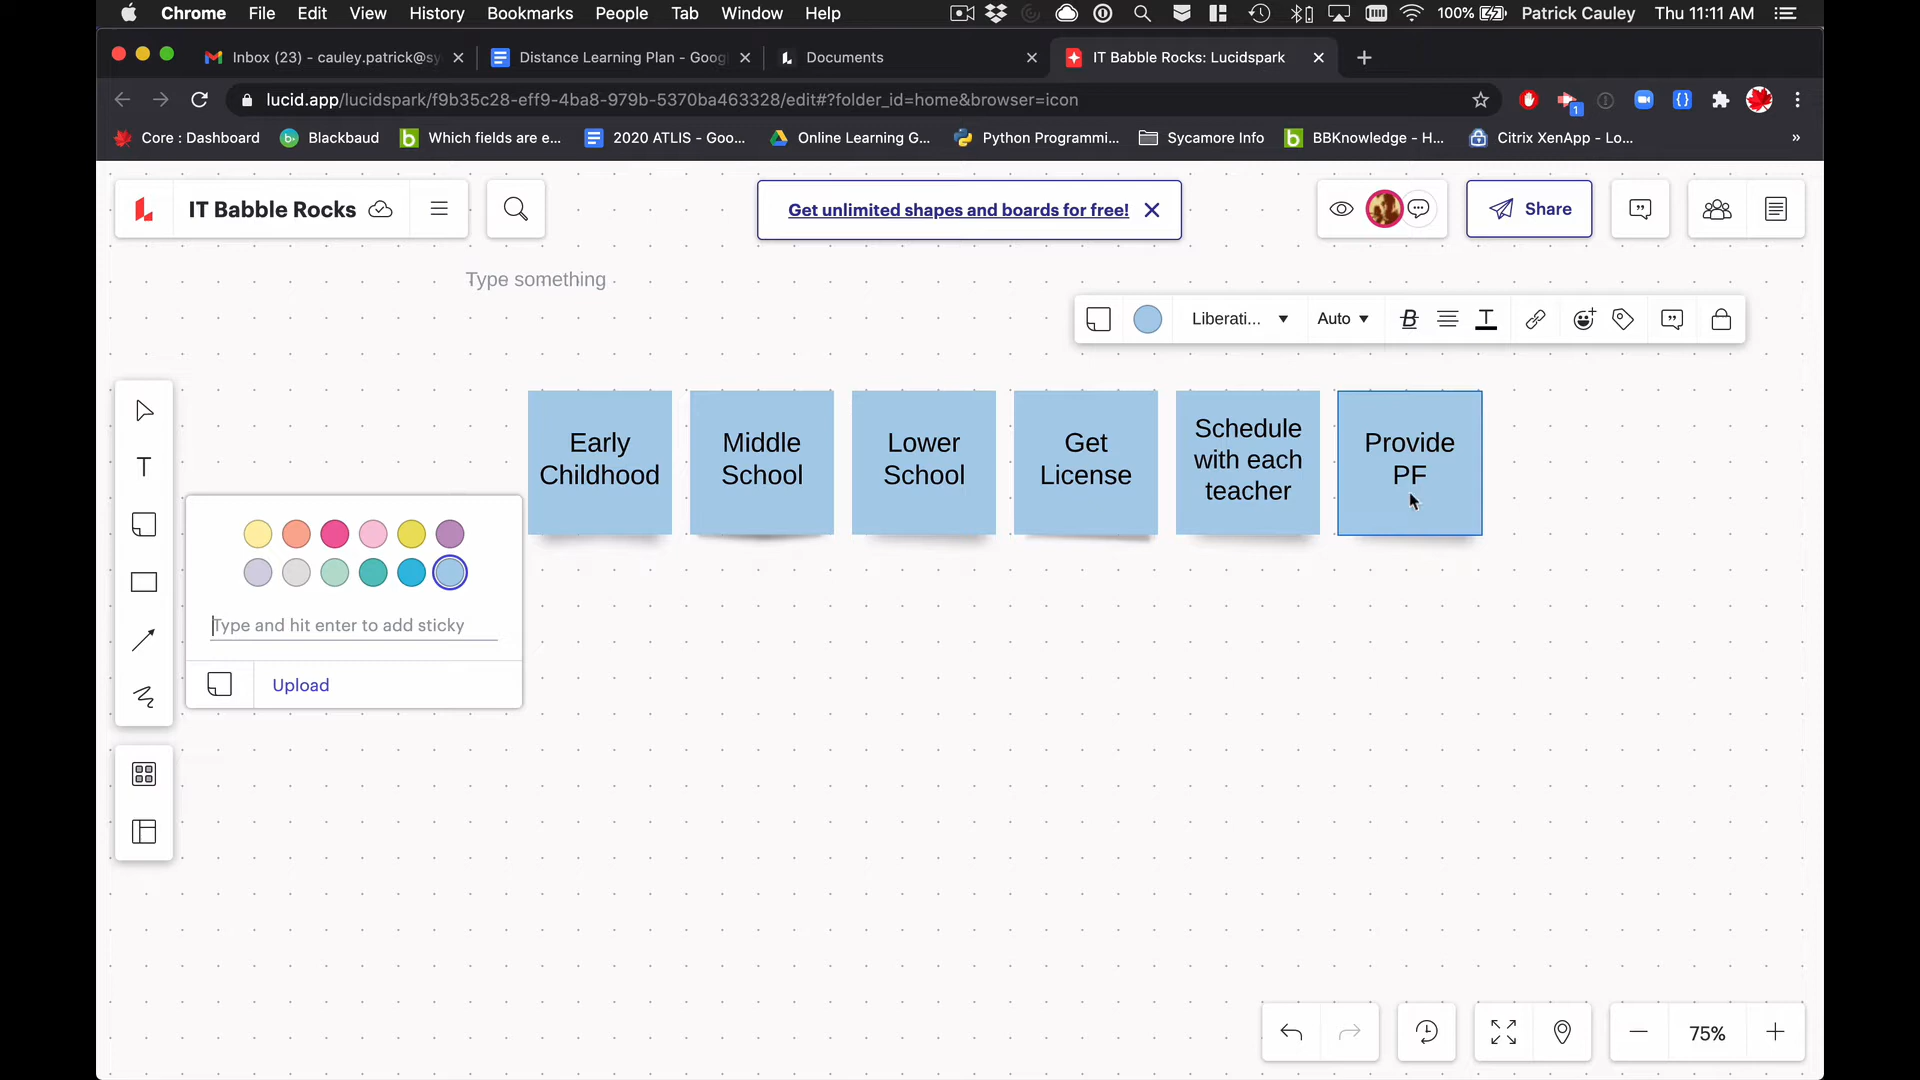 Chrome File Edit View History Bookmarks People Tab Window Help 100% Patrick Cauley Thu 11:11 AM
Inbox (23) - cauley.patrick@sy
Distance Learning Plan - Goog
Documents
IT Babble Rocks: Lucidspark
lucid.app/lucidspark/f9b35c28-eff9-4ba8-979b-5370ba463328/edit#?folder_id=home&browser=icon
1
Core : Dashboard
Blackbaud
Which fields are e...
2020 ATLIS - Goo...
Online Learning G...
Python Programmi...
Sycamore Info
BBKnowledge - H...
Citrix XenApp - Lo...
»
IT Babble Rocks
Get unlimited shapes and boards for free!
Share
Type something
Liberati...
Auto
B
T
Early
Childhood
Middle
School
Lower
School
Get
License
Schedule
with each
teacher
Provide
PF
T
Type and hit enter to add sticky
Upload
75%